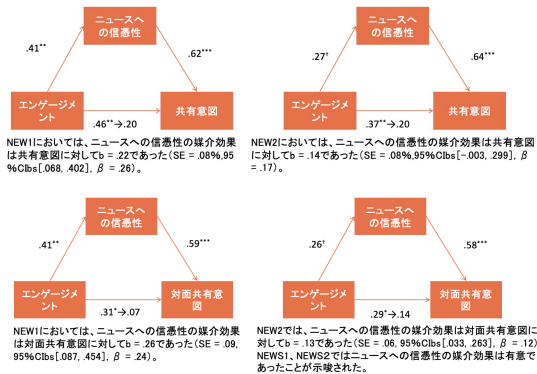 ニュースへ
の信憑性
.41**
.62***
エンゲージメ
ント
共有意図
.46**→.20
NEW1においては、ニュースへの信憑性の媒介効果
は共有意図に対してb = .22であった(SE = .08%,95
%CIbs[.068, .402], β = .26)。
ニュースへ
の信憑性
.27†
.64***
エンゲージメ
ント
共有意図
.37**→.20
NEW2においては、ニュースへの信憑性の媒介効果は共有意図
に対してb = .14であった(SE = .08%,95%CIbs[-.003, .299], β
= .17)。
ニュースへ
の信憑性
.41**
.59***
エンゲージメ
ント
対面共有意
図
.31*→.07
NEW1においては、ニュースへの信憑性の媒介効果
は対面共有意図に対してb = .26であった(SE = .09,
95%CIbs[.087, .454], β = .24)。
ニュースへ
の信憑性
.26†
.58***
エンゲージメ
ント
対面共有意
図
.29*→.14
NEW2では、ニュースへの信憑性の媒介効果は対面共有意図に対
してb = .13であった(SE = .06, 95%CIbs[.033, .263], β = .12)
NEWS1、NEWS2ではニュースへの信憑性の媒介効果は有意で
あったことが示唆された。